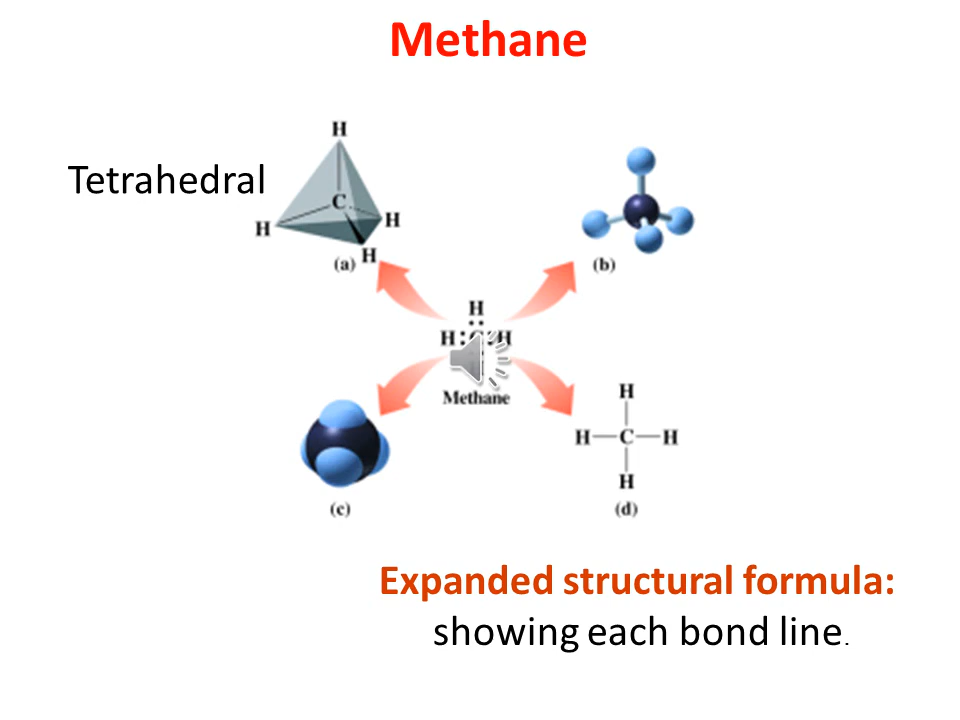 Methane
H
Tetrahedral
C
H
H
H
(a)
(b)
H
H : H
Methane
H
H—C—H
H
(c)
(d)
Expanded structural formula:
showing each bond line.